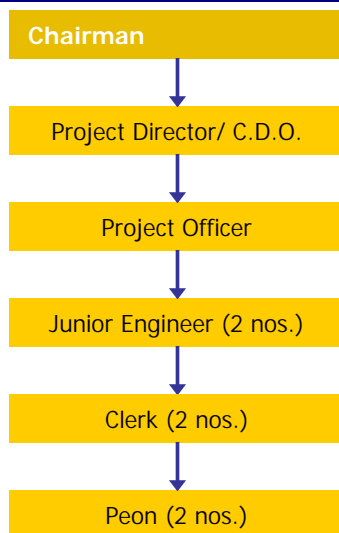 Chairman
Project Director/ C.D.O.
Project Officer
Junior Engineer (2 nos.)
Clerk (2 nos.)
Peon (2 nos.)